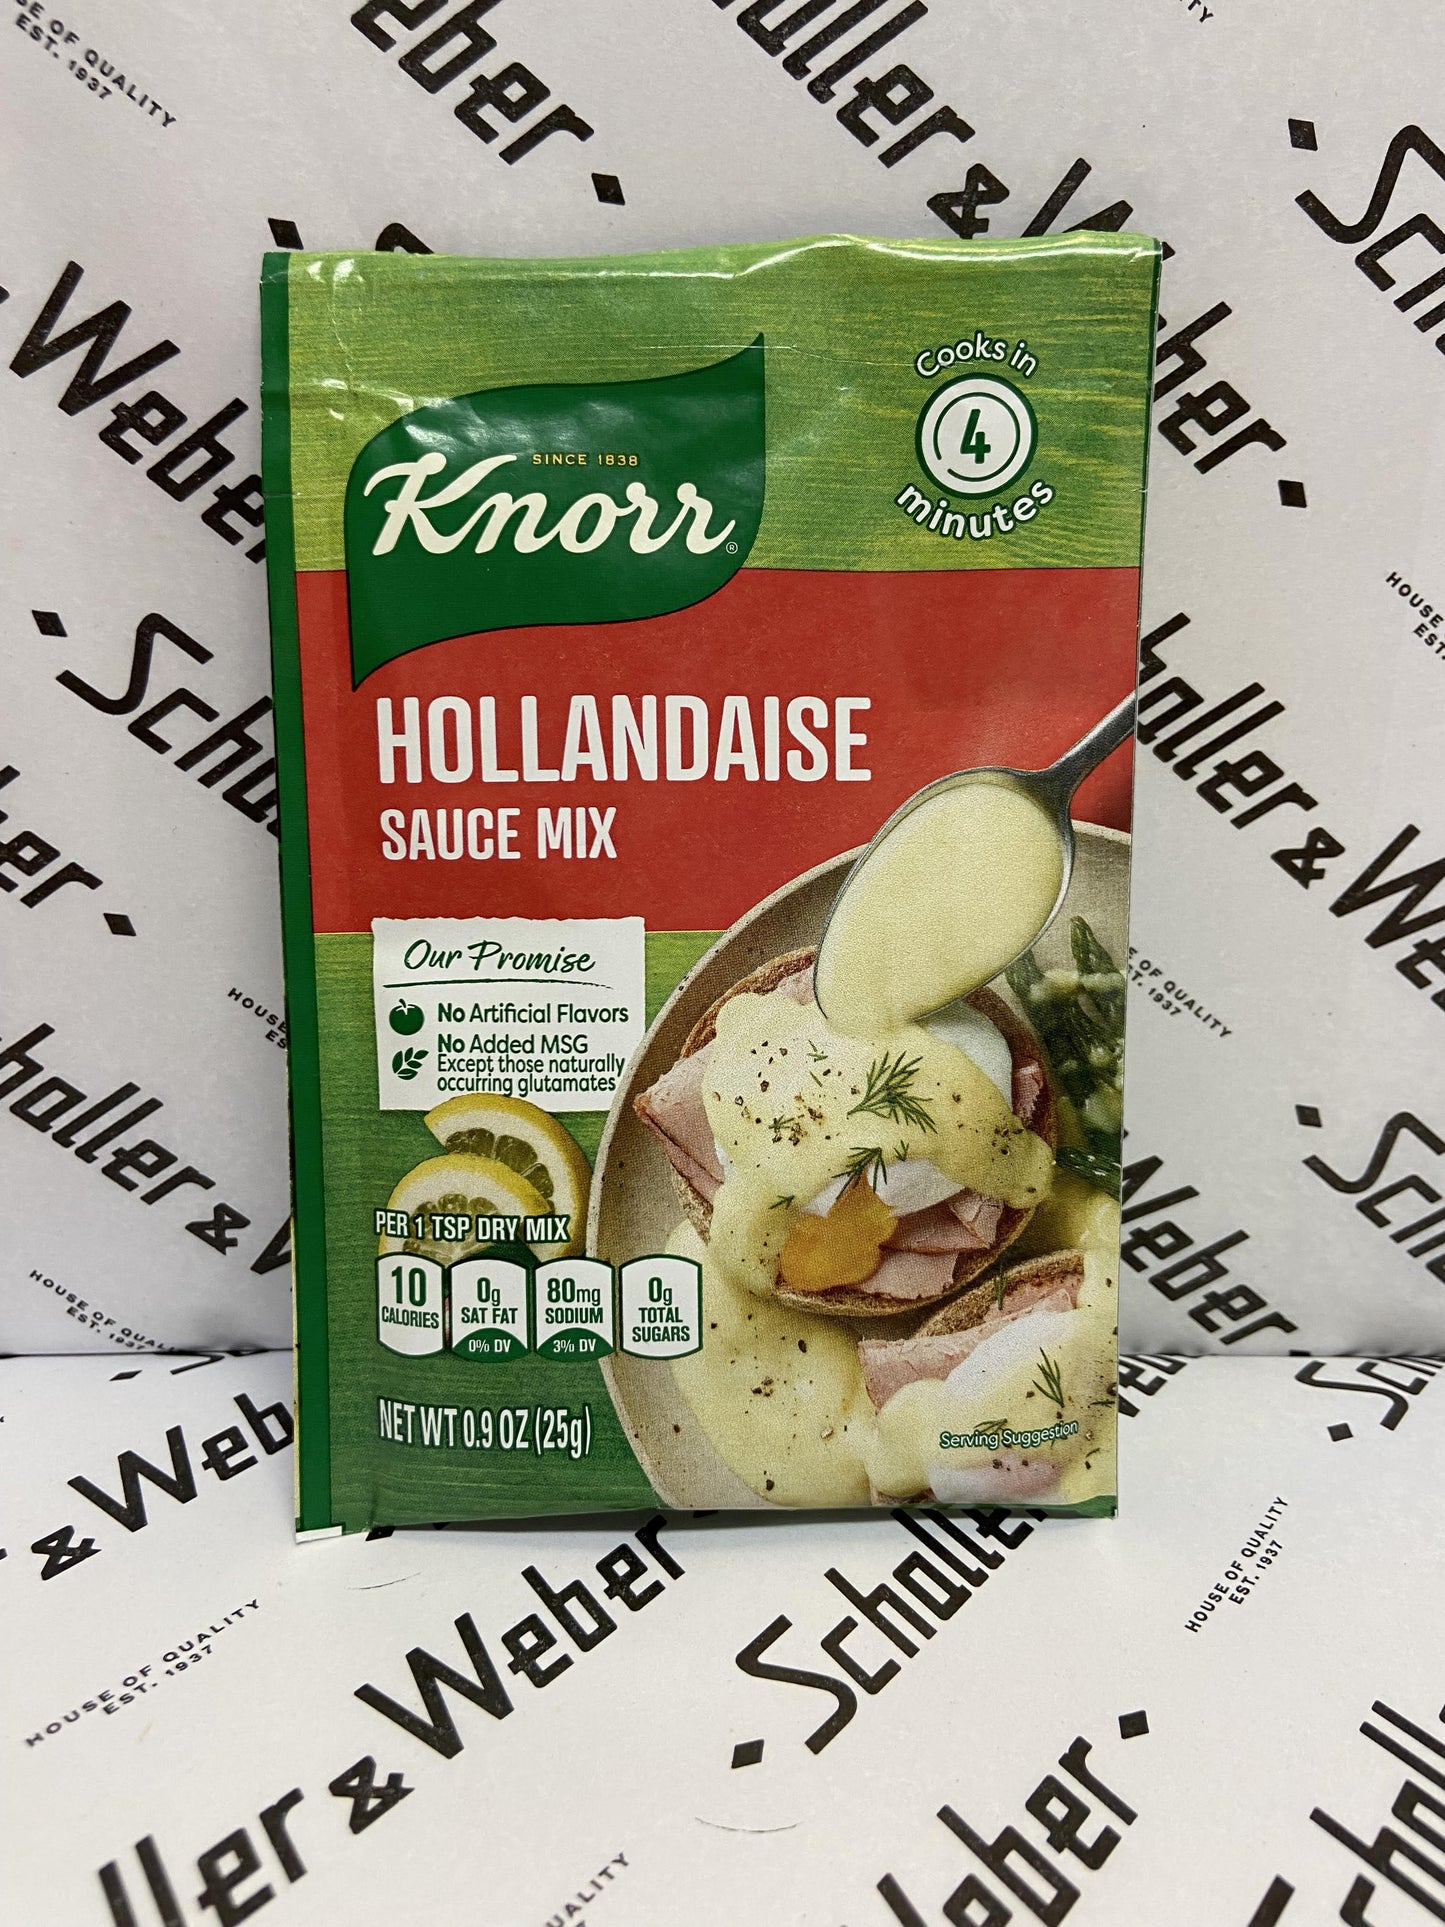 SINCE 1838
Knorr®
Cooks in
4
minutes
HOLLANDAISE
SAUCE MIX
Our Promise
No Artificial Flavors
No Added MSG
Except those naturally
occurring glutamates
PER 1 TSP DRY MIX
10
CALORIES
0g
SAT FAT
0% DV
80mg
SODIUM
3% DV
0g
TOTAL
SUGARS
NET WT 0.9 OZ (25g)
Serving Suggestion
Schaller & Weber
HOUSE OF QUALITY
EST. 1937